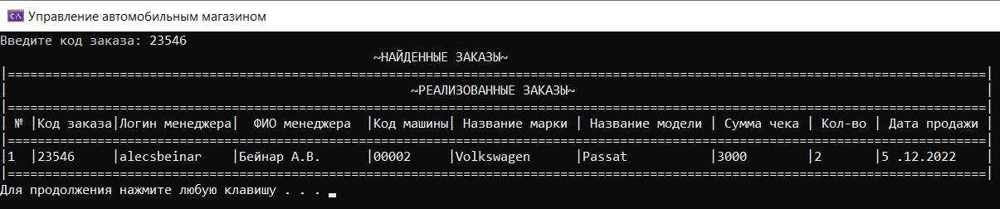 Управление автомобильным магазином
Введите код заказа: 23546
~НАЙДЕННЫЕ ЗАКАЗЫ~
|===================================================================================================================================|
| ~РЕАЛИЗОВАННЫЕ ЗАКАЗЫ~ |
|===================================================================================================================================|
| № |Код заказа|Логин менеджера| ФИО менеджера |Код машины| Название марки | Название модели | Сумма чека | Кол-во | Дата продажи |
|===================================================================================================================================|
|1 |23546 |alecsbeinar |Бейнар А.В. |00002 |Volkswagen |Passat |3000 |2 |5 .12.2022 |
|===================================================================================================================================|
Для продолжения нажмите любую клавишу . . .